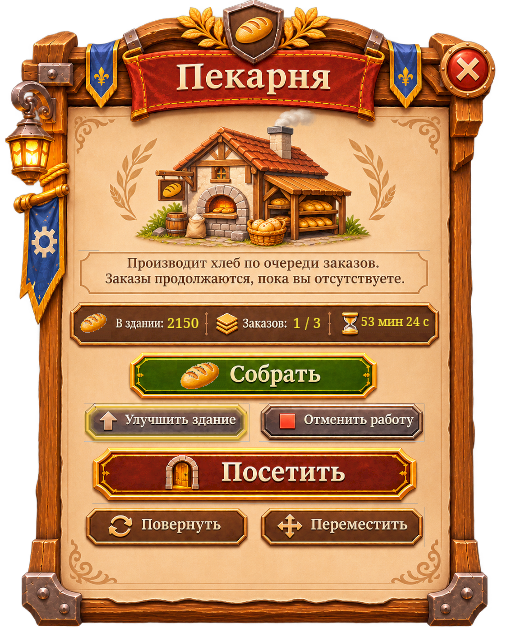 Пекарня
Производит хлеб по очереди заказов.
Заказы продолжаются, пока вы отсутствуете.
В здании: 2150
Заказов: 1 / 3
53 мин 24 с
Собрать
Улучшить здание
Отменить работу
Посетить
Повернуть
Переместить